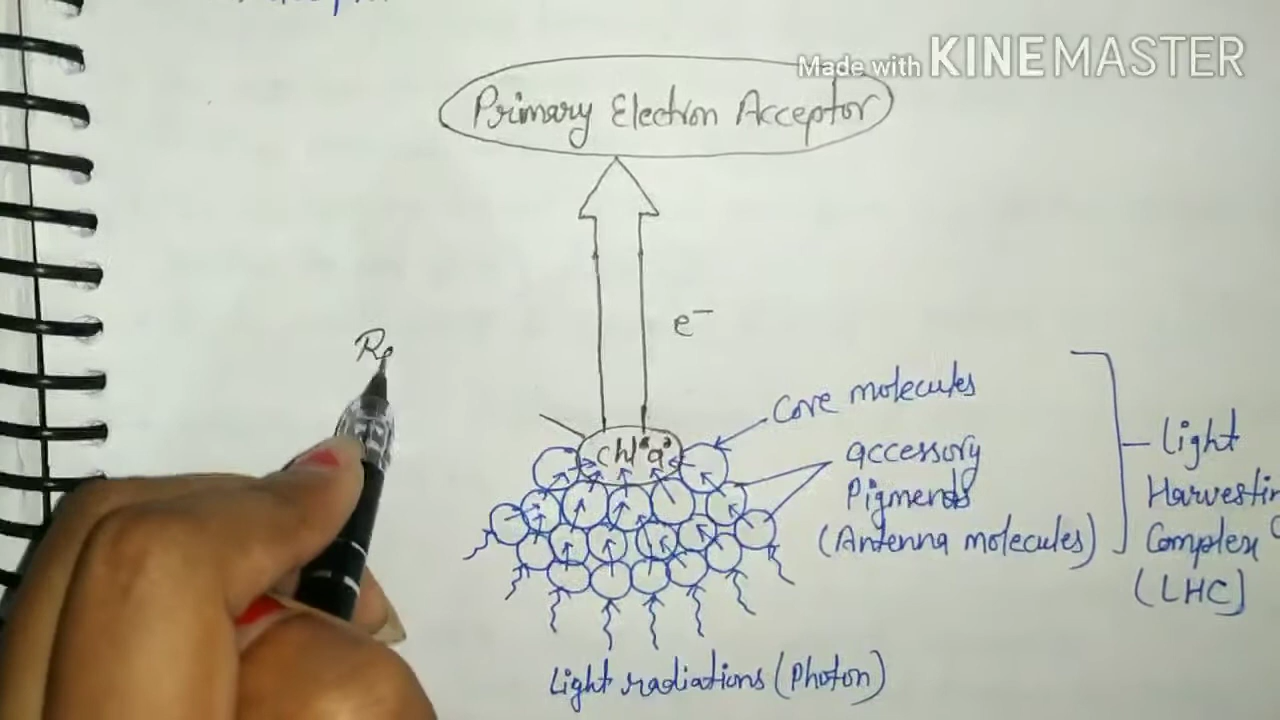 Made with KINEMASTER
Primary Electron Acceptor
e⁻
Re
chl "a"
Core molecules
accessory
Pigments
(Antenna molecules)
Light
Harvestin
Complex
(LHC)
Light radiations (Photon)